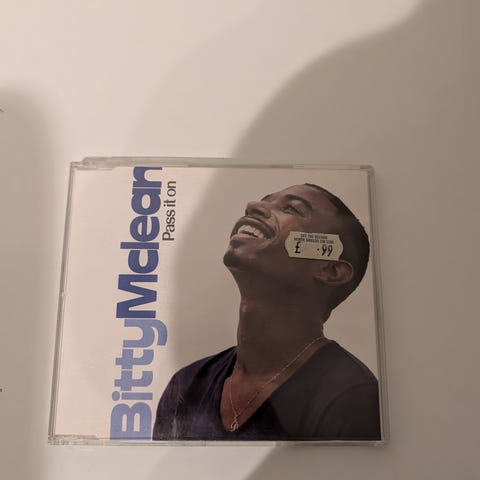 BittyMclean
Pass it on
£ .99